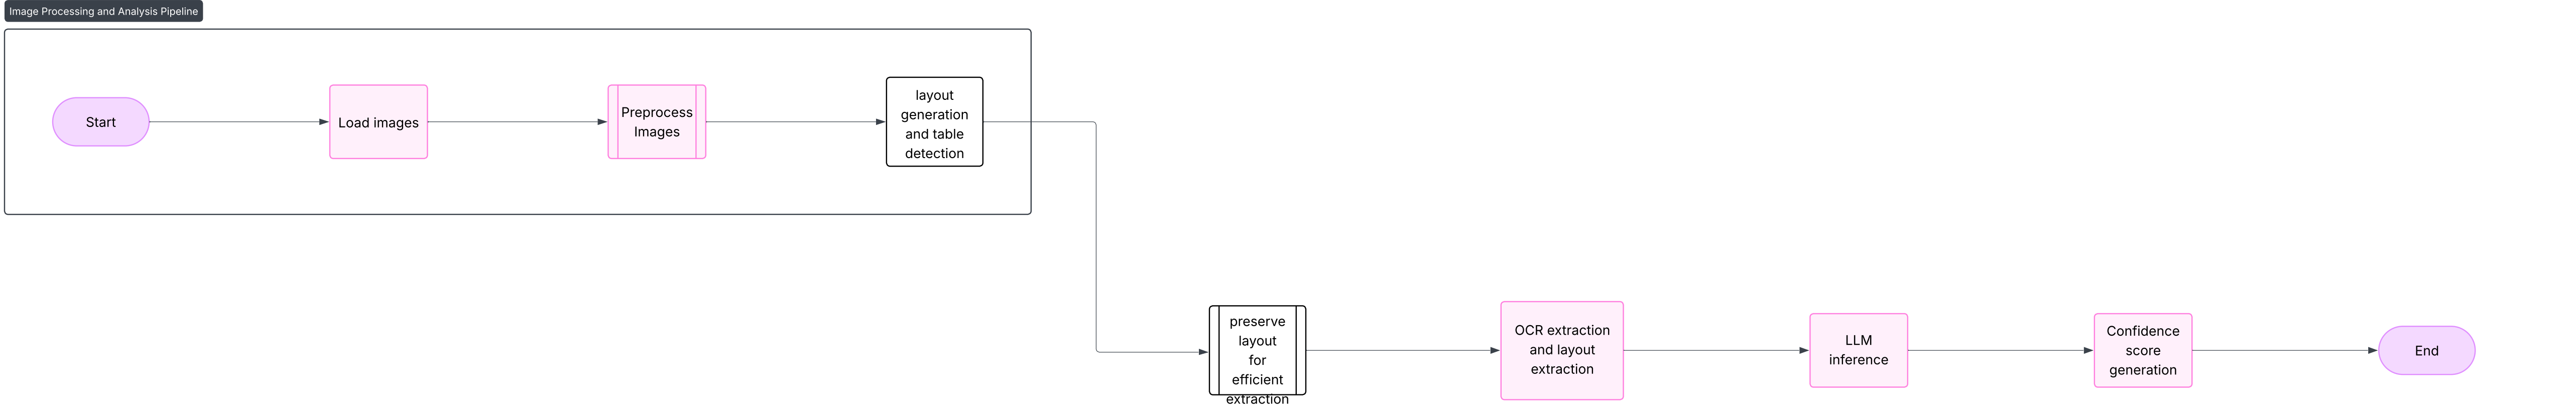 Image Processing and Analysis Pipeline
Start
Load images
Preprocess
Images
layout
generation
and table
detection
preserve
layout
for
efficient
extraction
OCR extraction
and layout
extraction
LLM
inference
Confidence
score
generation
End